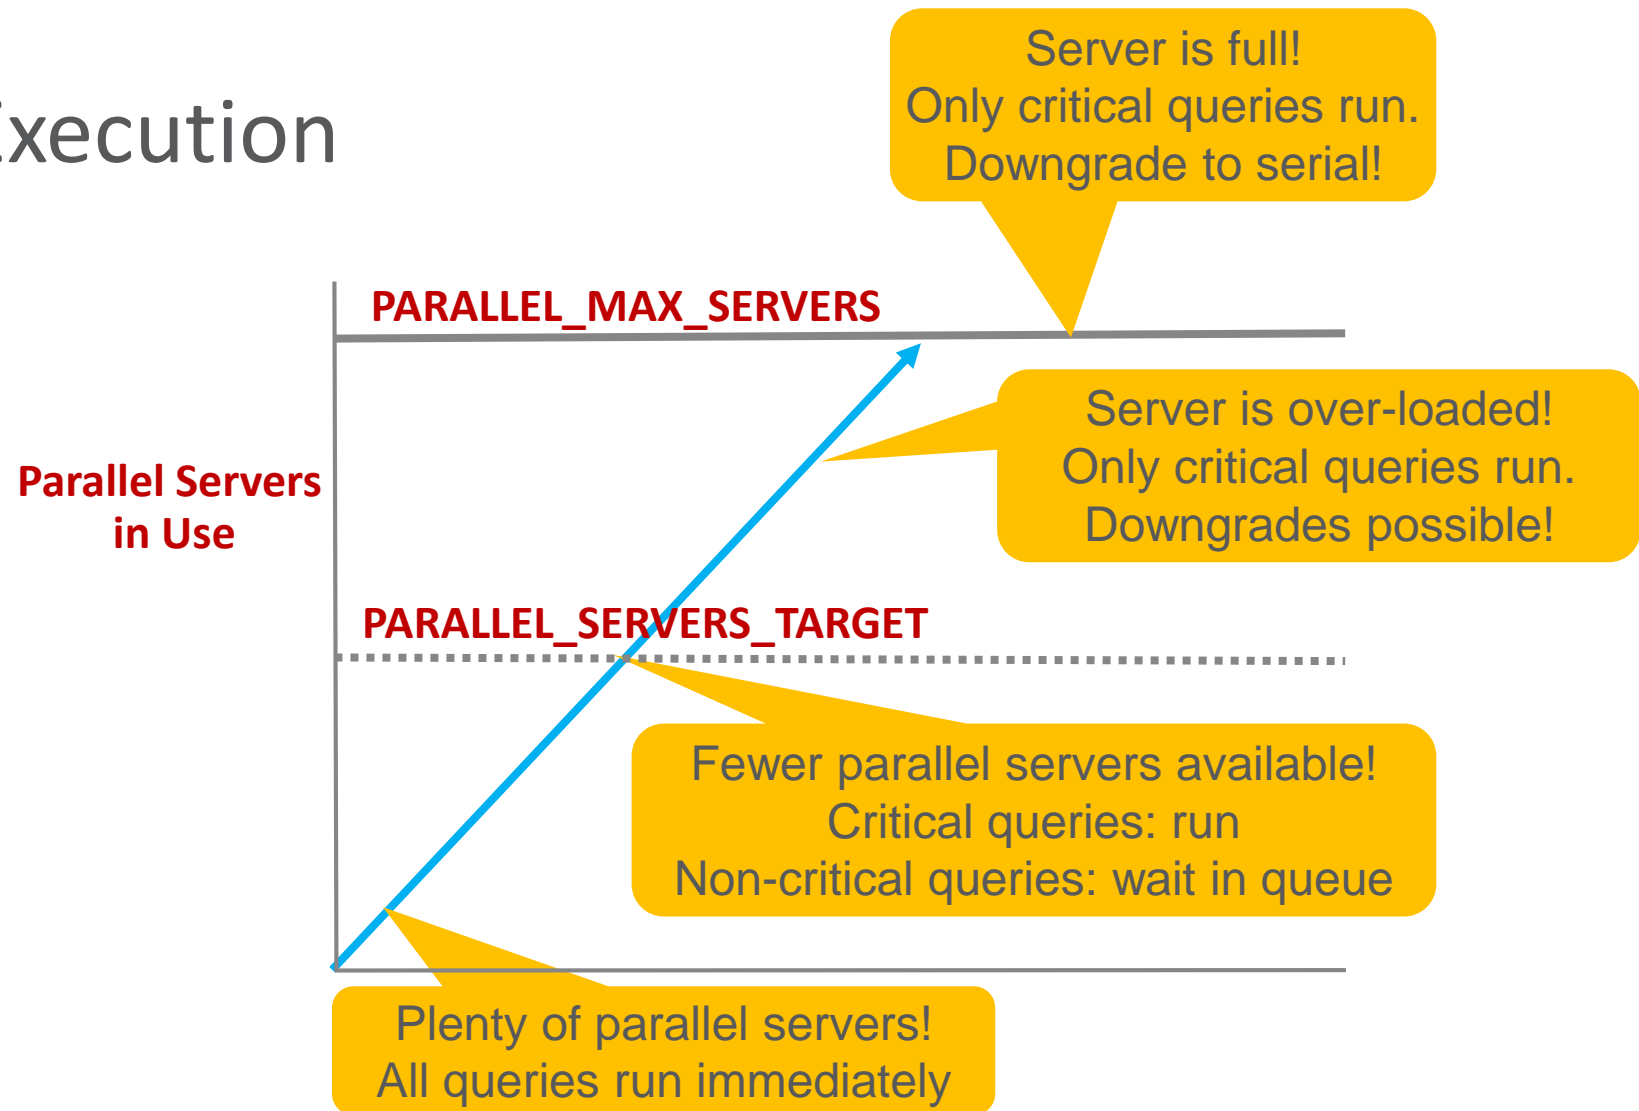 Execution
Server is full!
Only critical queries run.
Downgrade to serial!
PARALLEL_MAX_SERVERS
Server is over-loaded!
Only critical queries run.
Downgrades possible!
Parallel Servers
in Use
PARALLEL_SERVERS_TARGET
Fewer parallel servers available!
Critical queries: run
Non-critical queries: wait in queue
Plenty of parallel servers!
All queries run immediately